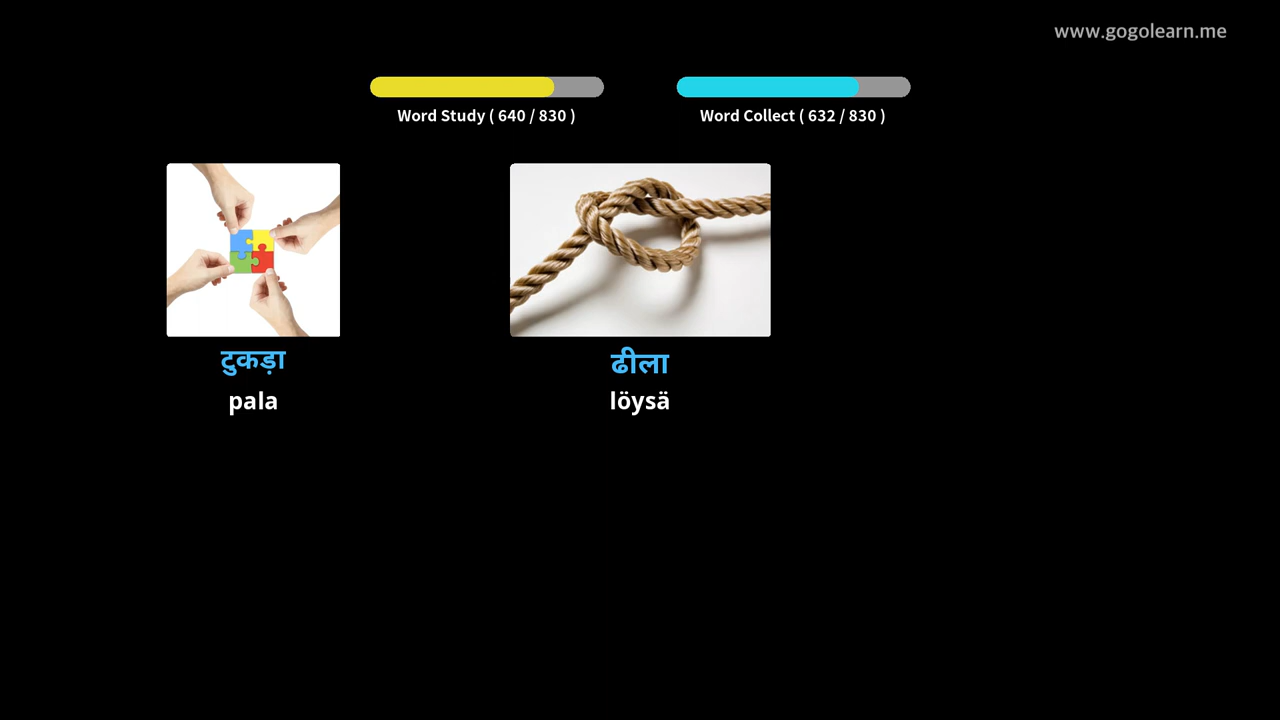 www.gogolearn.me
Word Study ( 640 / 830 )
Word Collect ( 632 / 830 )
टुकड़ा
pala
ढीला
löysä